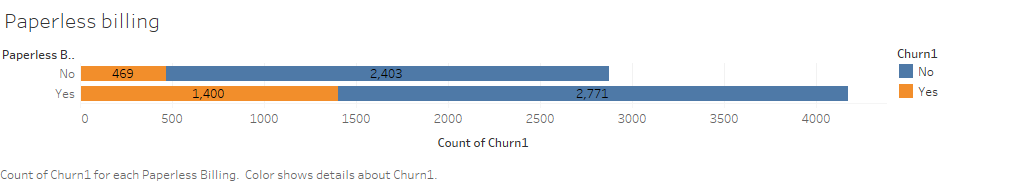 Paperless billing
Paperless B..
Churn1
No 469 2,403
No
Yes 1,400 2,771
Yes
0 500 1000 1500 2000 2500 3000 3500 4000
Count of Churn1
Count of Churn1 for each Paperless Billing. Color shows details about Churn1.